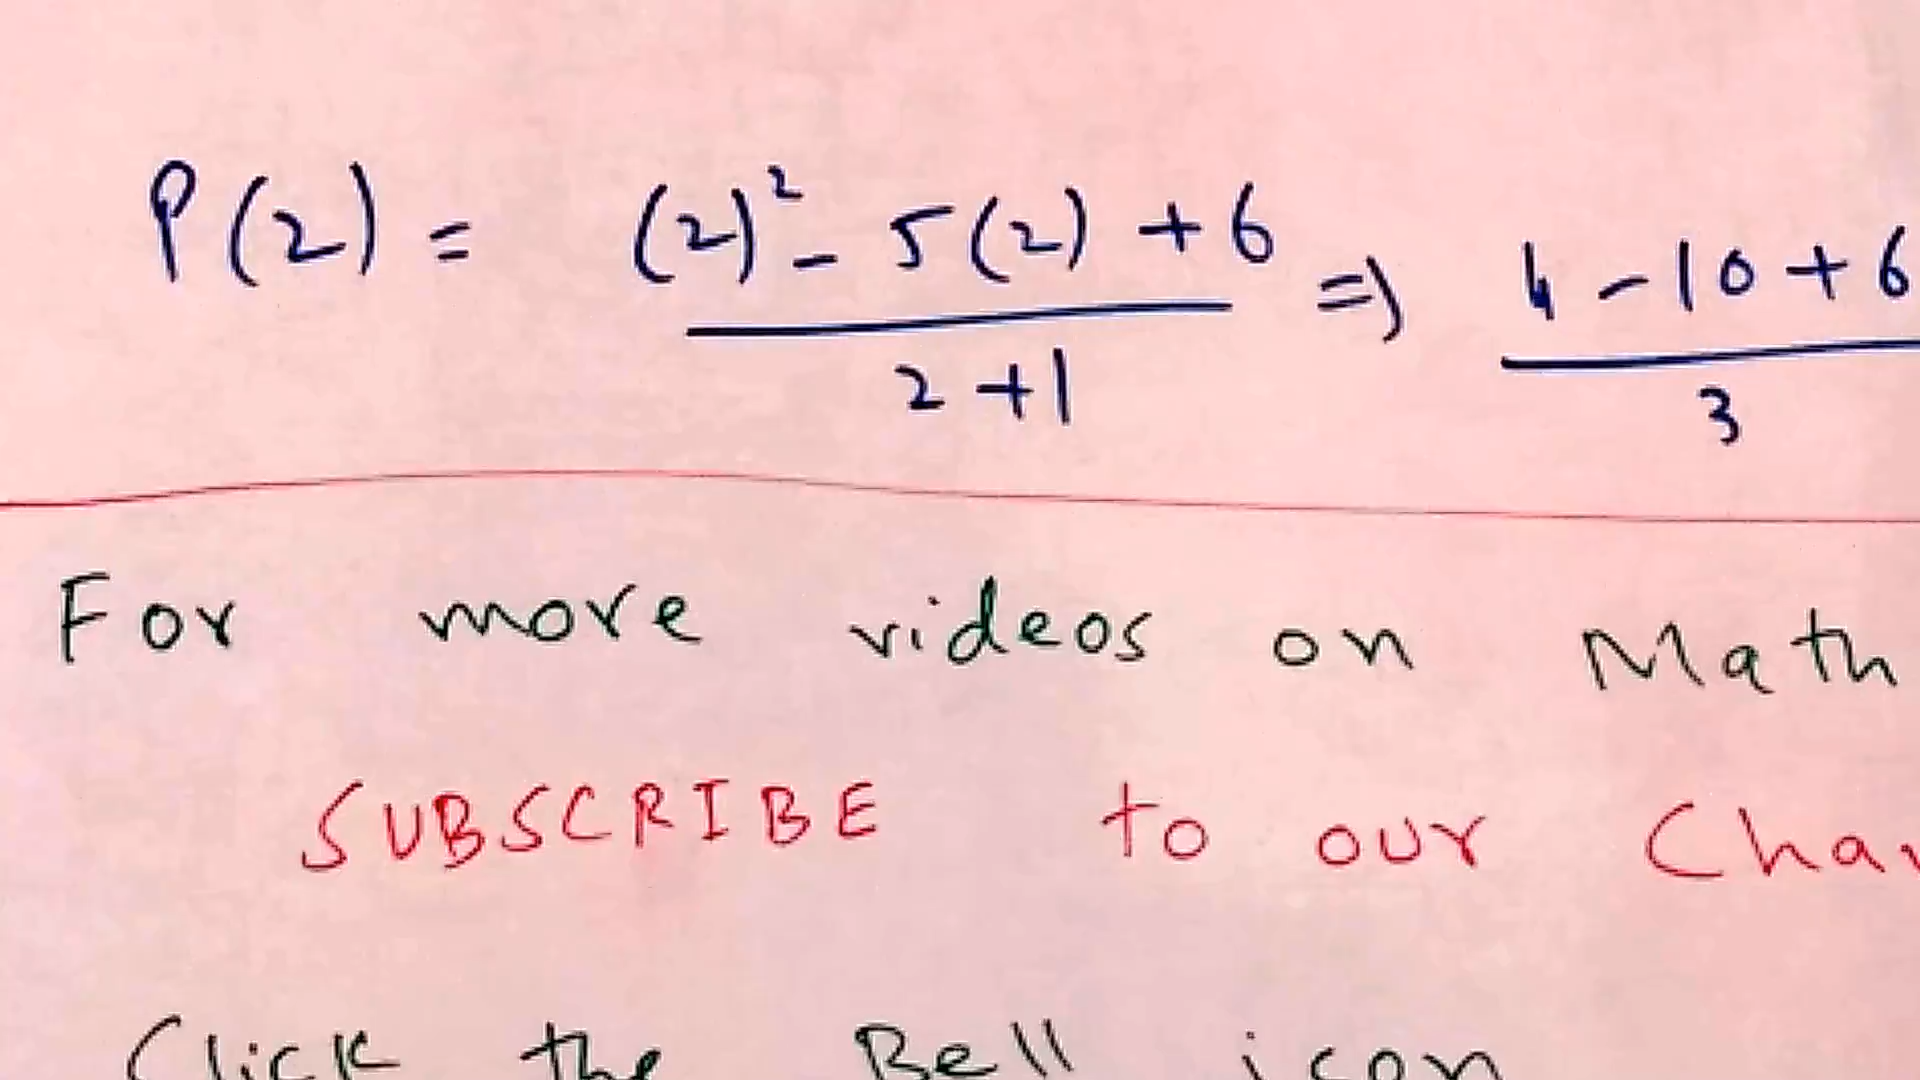 P(2) = (2)² - 5(2) + 6 / 2 + 1 ⇒ 4 - 10 + 6 / 3
For more videos on Math
SUBSCRIBE to our
Click the Bell icon